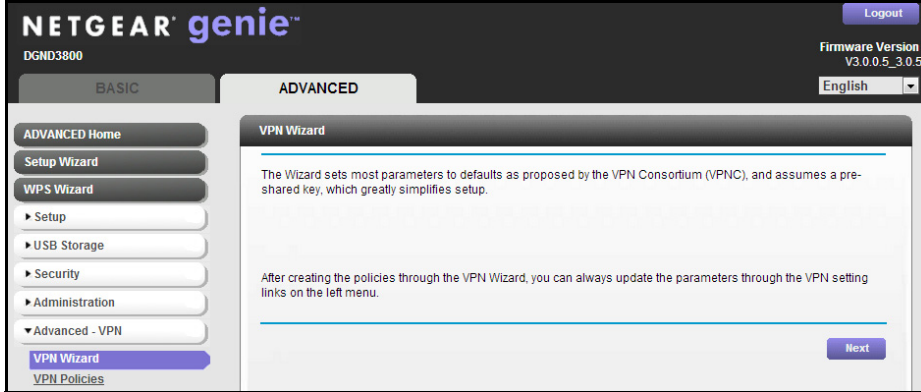 NETGEAR® genie™
Logout
DGND3800
Firmware Version
V3.0.0.5_3.0.5
BASIC
ADVANCED
English
ADVANCED Home
Setup Wizard
WPS Wizard
Setup
USB Storage
Security
Administration
Advanced - VPN
VPN Wizard
VPN Policies
VPN Wizard
The Wizard sets most parameters to defaults as proposed by the VPN Consortium (VPNC), and assumes a pre-
shared key, which greatly simplifies setup.
After creating the policies through the VPN Wizard, you can always update the parameters through the VPN setting
links on the left menu.
Next